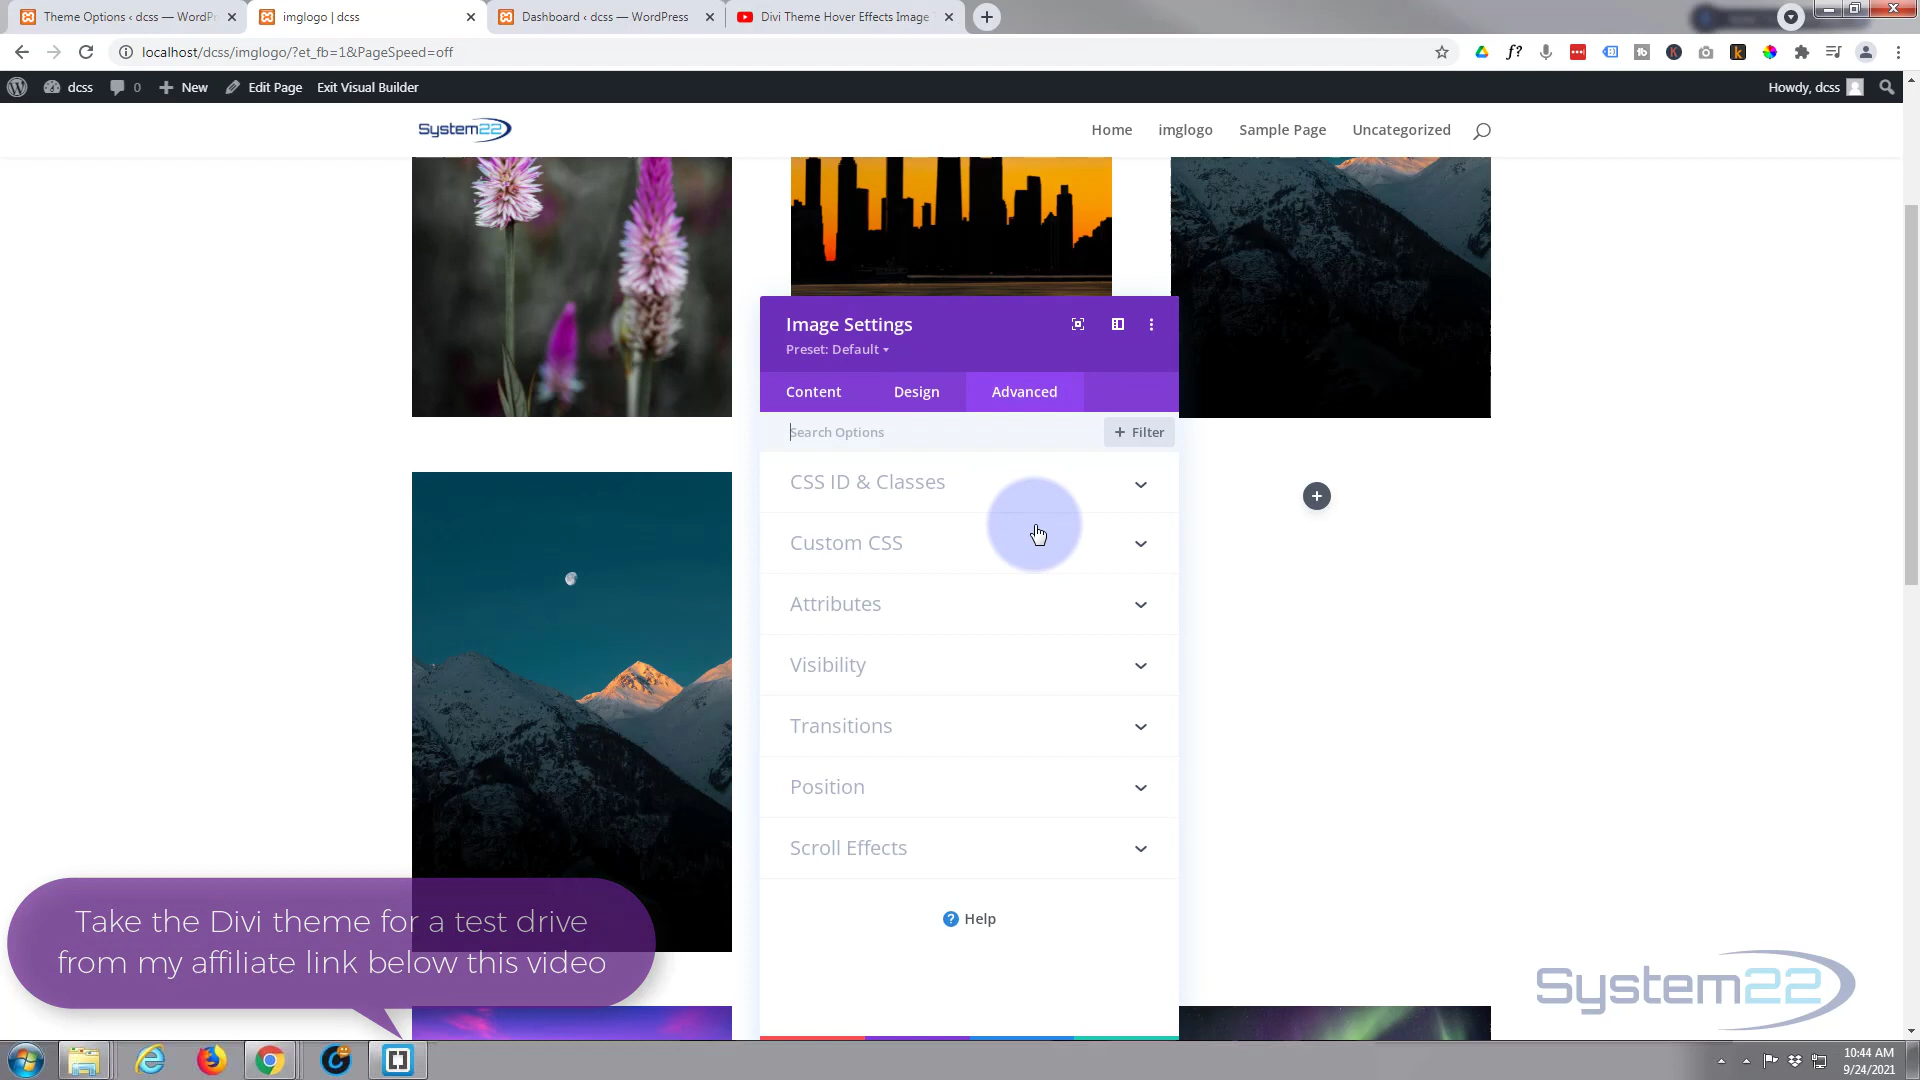 Theme Options ‹ dcss — WordPr
imglogo | dcss
Dashboard ‹ dcss — WordPress
Divi Theme Hover Effects Image
localhost/dcss/imglogo/?et_fb=1&PageSpeed=off
dcss
0
New
Edit Page
Exit Visual Builder
Howdy, dcss
System22
Home
imglogo
Sample Page
Uncategorized
Image Settings
Preset: Default
Content
Design
Advanced
Search Options
Filter
CSS ID & Classes
Custom CSS
Attributes
Visibility
Transitions
Position
Scroll Effects
Help
Take the Divi theme for a test drive
from my affiliate link below this video
System22
10:44 AM
9/24/2021